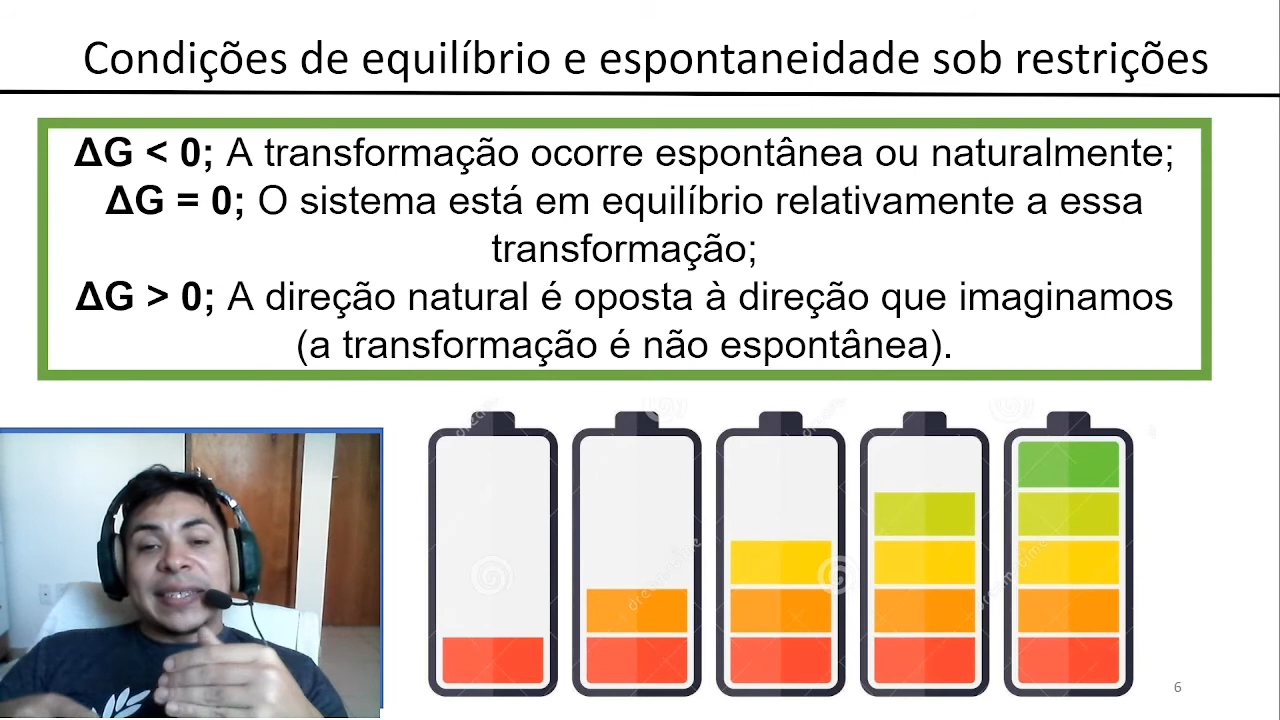 Condições de equilíbrio e espontaneidade sob restrições
ΔG < 0; A transformação ocorre espontânea ou naturalmente;
ΔG = 0; O sistema está em equilíbrio relativamente a essa
transformação;
ΔG > 0; A direção natural é oposta à direção que imaginamos
(a transformação é não espontânea).
6